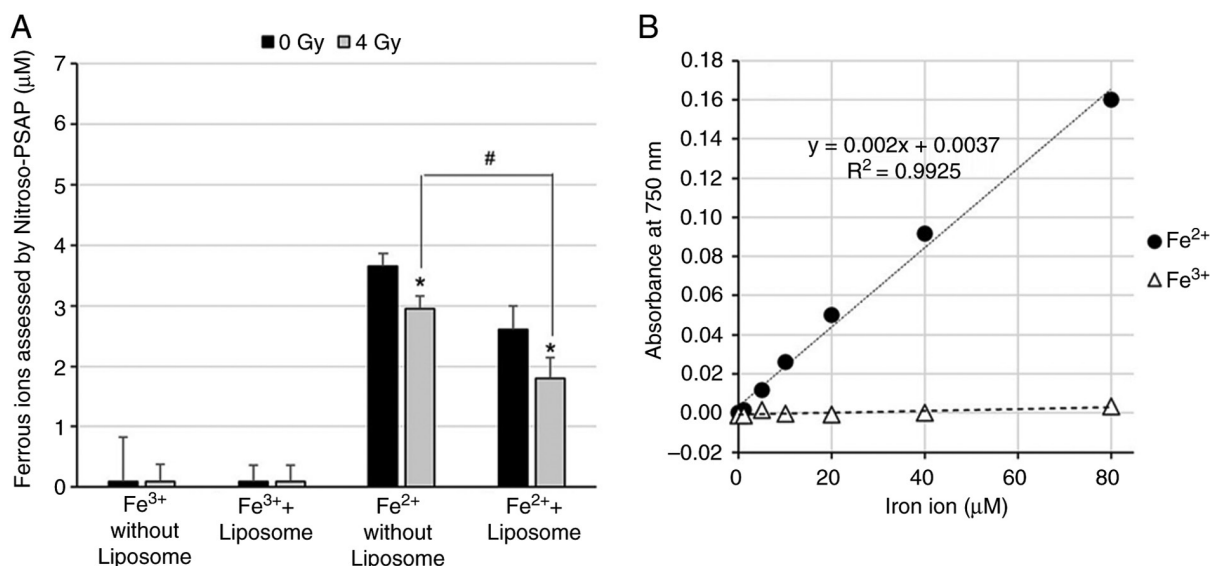 A
0 Gy 4 Gy
Ferrous ions assessed by Nitroso-PSAP (μM)
7
6
5
4
3
2
1
0
#
*
*
Fe³⁺
without
Liposome
Fe³⁺+
Liposome
Fe²⁺
without
Liposome
Fe²⁺+
Liposome
B
Absorbance at 750 nm
0.18
0.16
0.14
0.12
0.10
0.08
0.06
0.04
0.02
0.00
−0.02
y = 0.002x + 0.0037
R² = 0.9925
Fe²⁺
Fe³⁺
0 20 40 60 80
Iron ion (μM)